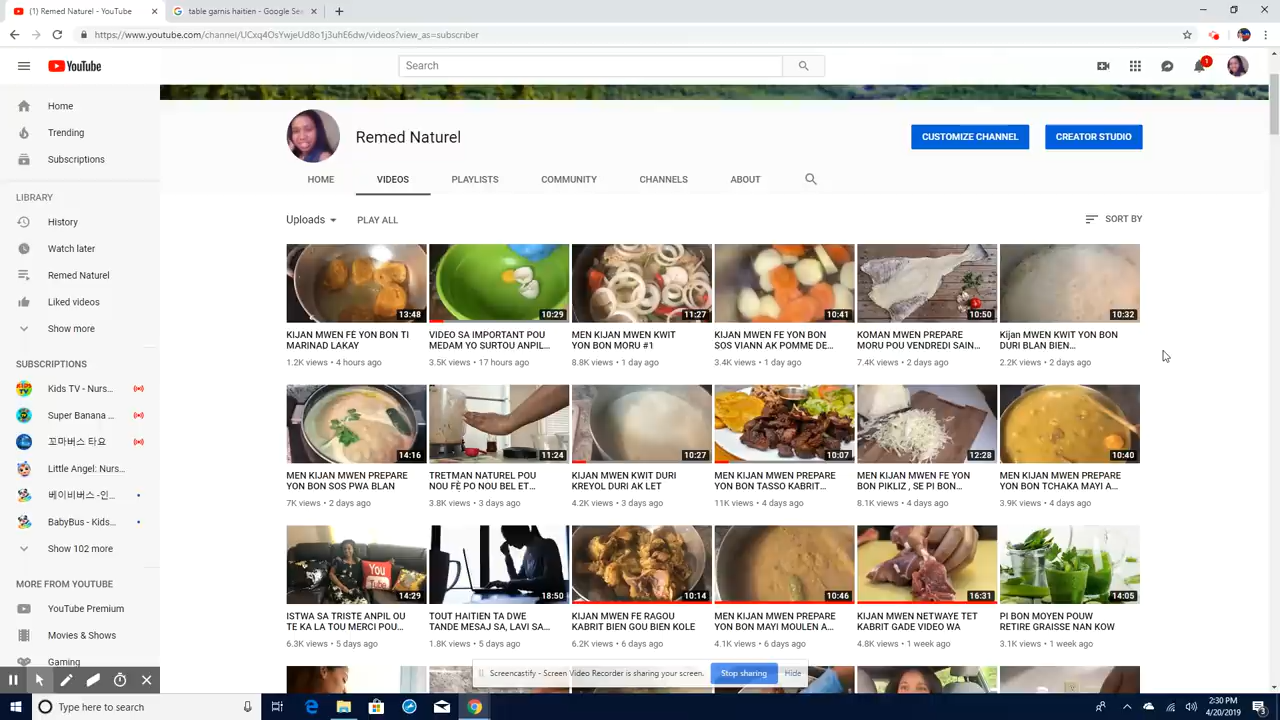 (1) Remed Naturel - YouTube
table garnis haitien - Google Sea
https://www.youtube.com/channel/UCxq4OsYwjeUd8o1j3uhE6dw/videos?view_as=subscriber
YouTube
Search
1
Home
Trending
Subscriptions
LIBRARY
History
Watch later
Remed Naturel
Liked videos
Show more
SUBSCRIPTIONS
Kids TV - Nurs...
Super Banana ...
꼬마버스 타요
Little Angel: Nurs...
베이비버스 -인...
BabyBus - Kids...
Show 102 more
MORE FROM YOUTUBE
YouTube Premium
Movies & Shows
Gaming
Remed Naturel
CUSTOMIZE CHANNEL
CREATOR STUDIO
HOME
VIDEOS
PLAYLISTS
COMMUNITY
CHANNELS
ABOUT
Uploads
PLAY ALL
SORT BY
13:48
KIJAN MWEN FÈ YON BON TI
MARINAD LAKAY
1.2K views • 4 hours ago
10:29
VIDEO SA IMPORTANT POU
MEDAM YO SURTOU ANPIL...
3.5K views • 17 hours ago
11:27
MEN KIJAN MWEN KWIT
YON BON MORU #1
8.8K views • 1 day ago
10:41
KIJAN MWEN FE YON BON
SOS VIANN AK POMME DE...
3.4K views • 1 day ago
10:50
KOMAN MWEN PREPARE
MORU POU VENDREDI SAIN...
7.4K views • 2 days ago
10:32
Kijan MWEN KWIT YON BON
DURI BLAN BIEN...
2.2K views • 2 days ago
14:16
MEN KIJAN MWEN PREPARE
YON BON SOS PWA BLAN
7K views • 2 days ago
11:24
TRETMAN NATUREL POU
NOU FÈ PO NOU BEL ET...
3.8K views • 3 days ago
10:27
KIJAN MWEN KWIT DURI
KREYOL DURI AK LET
4.2K views • 3 days ago
10:07
MEN KIJAN MWEN PREPARE
YON BON TASSO KABRIT...
11K views • 4 days ago
12:28
MEN KIJAN MWEN FE YON
BON PIKLIZ , SE PI BON...
8.1K views • 4 days ago
10:40
MEN KIJAN MWEN PREPARE
YON BON TCHAKA MAYI A...
3.9K views • 4 days ago
You
Tube
14:29
ISTWA SA TRISTE ANPIL OU
TE KA LA TOU MERCI POU...
6.3K views • 5 days ago
18:50
TOUT HAITIEN TA DWE
TANDE MESAJ SA, LAVI SA...
1.8K views • 5 days ago
10:14
KIJAN MWEN FE RAGOU
KABRIT BIEN GOU BIEN KOLE
6.2K views • 6 days ago
10:46
MEN KIJAN MWEN PREPARE
YON BON MAYI MOULEN A...
4.1K views • 6 days ago
16:31
KIJAN MWEN NETWAYE TET
KABRIT GADE VIDEO WA
4.8K views • 1 week ago
14:05
PI BON MOYEN POUW
RETIRE GRAISSE NAN KOW
3.1K views • 1 week ago
Screencastify - Screen Video Recorder is sharing your screen.
Stop sharing
Hide
Type here to search
2:30 PM
4/20/2019
3